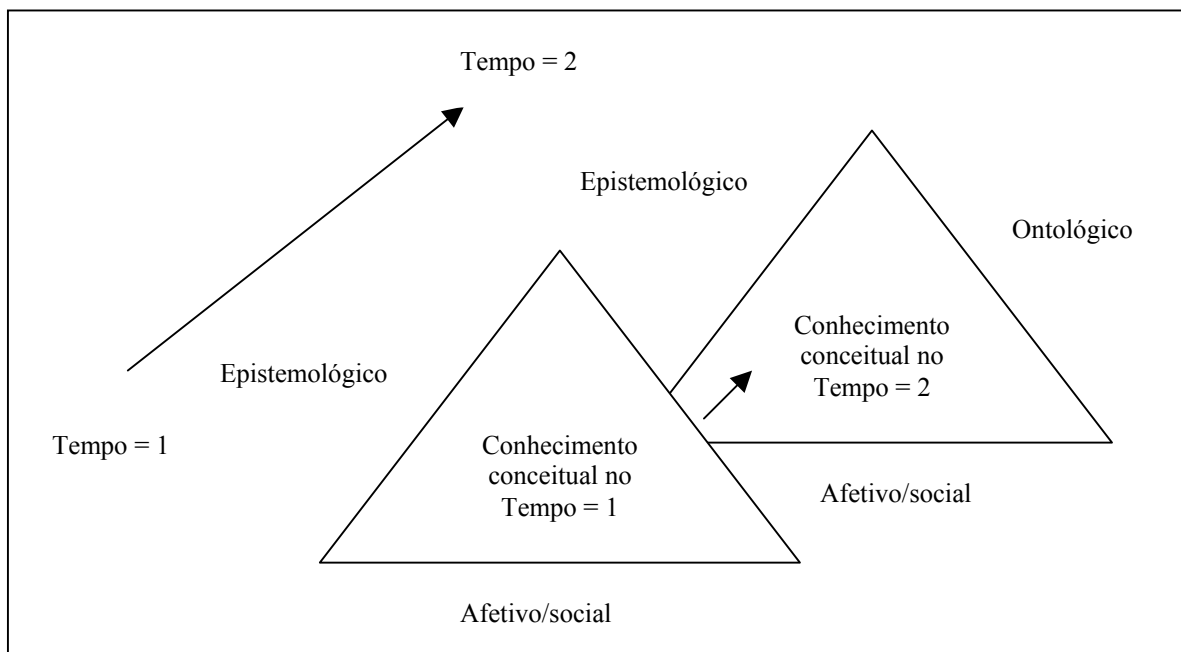 Tempo = 2
Epistemológico
Ontológico
Conhecimento
conceitual no
Tempo = 2
Epistemológico
Tempo = 1
Conhecimento
conceitual no
Tempo = 1
Afetivo/social
Afetivo/social